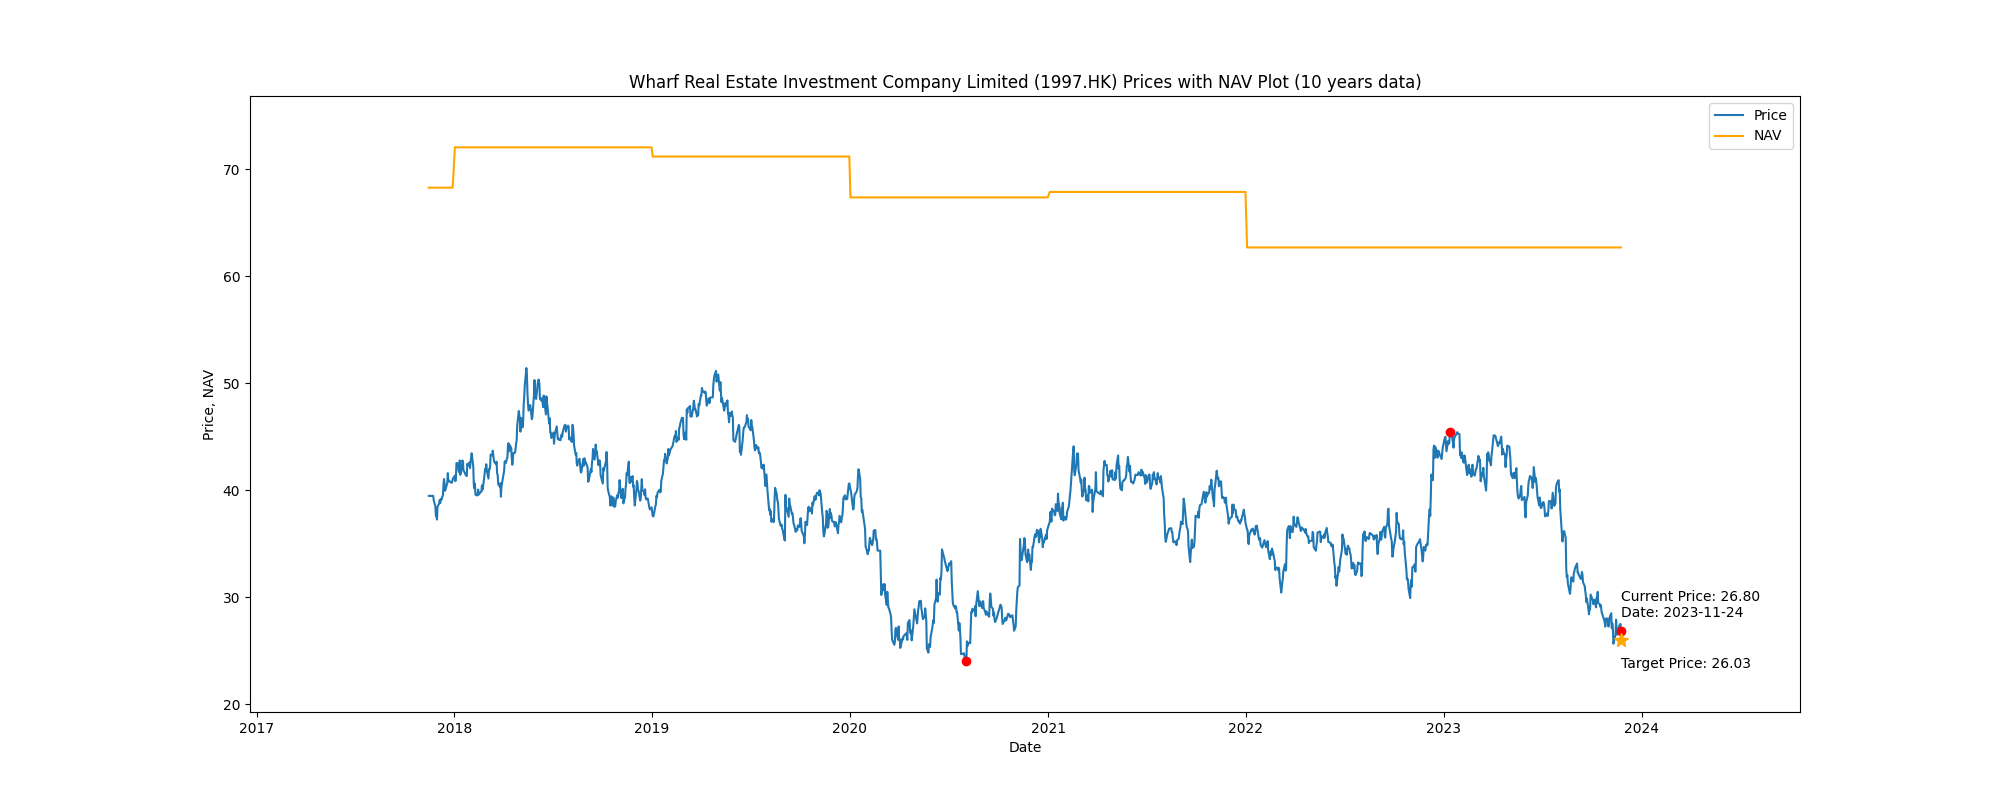 Wharf Real Estate Investment Company Limited (1997.HK) Prices with NAV Plot (10 years data)
Price
NAV
70
60
50
40
30
20
Price, NAV
Current Price: 26.80
Date: 2023-11-24
Target Price: 26.03
2017
2018
2019
2020
2021
2022
2023
2024
Date